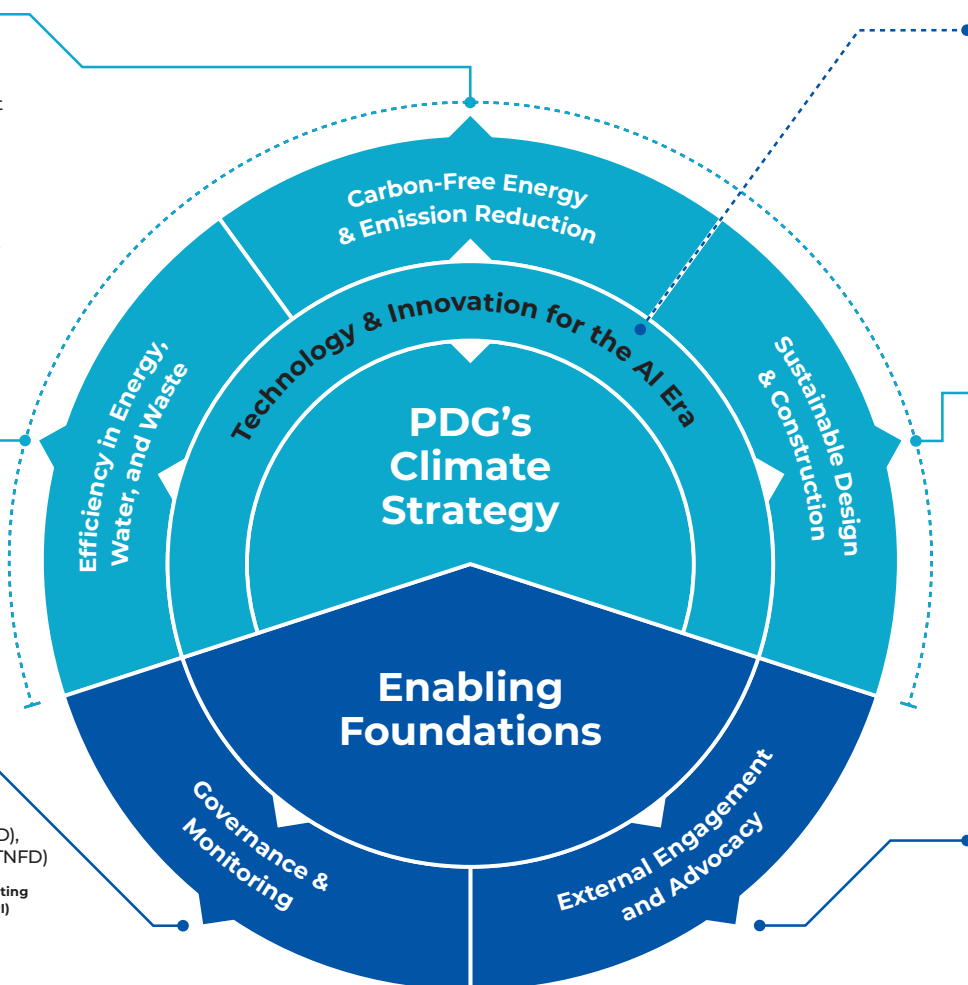 Carbon-Free Energy
& Emission Reduction
Technology & Innovation for the AI Era
Efficiency in Energy,
Water, and Waste
Sustainable Design
& Construction
PDG's
Climate
Strategy
Enabling
Foundations
Governance &
Monitoring
External Engagement
and Advocacy
TNFD)